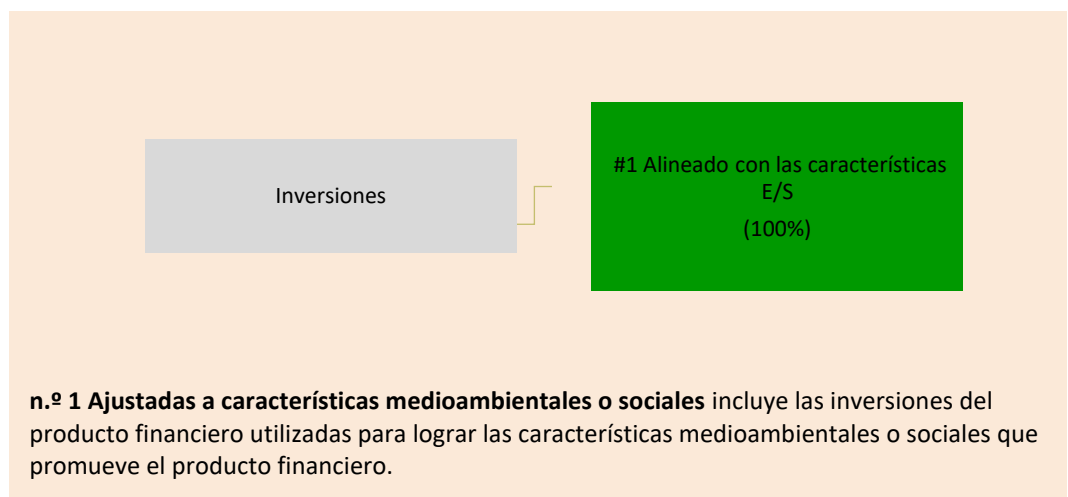 Inversiones
#1 Alineado con las características
E/S
(100%)
n.º 1 Ajustadas a características medioambientales o sociales incluye las inversiones del
producto financiero utilizadas para lograr las características medioambientales o sociales que
promueve el producto financiero.